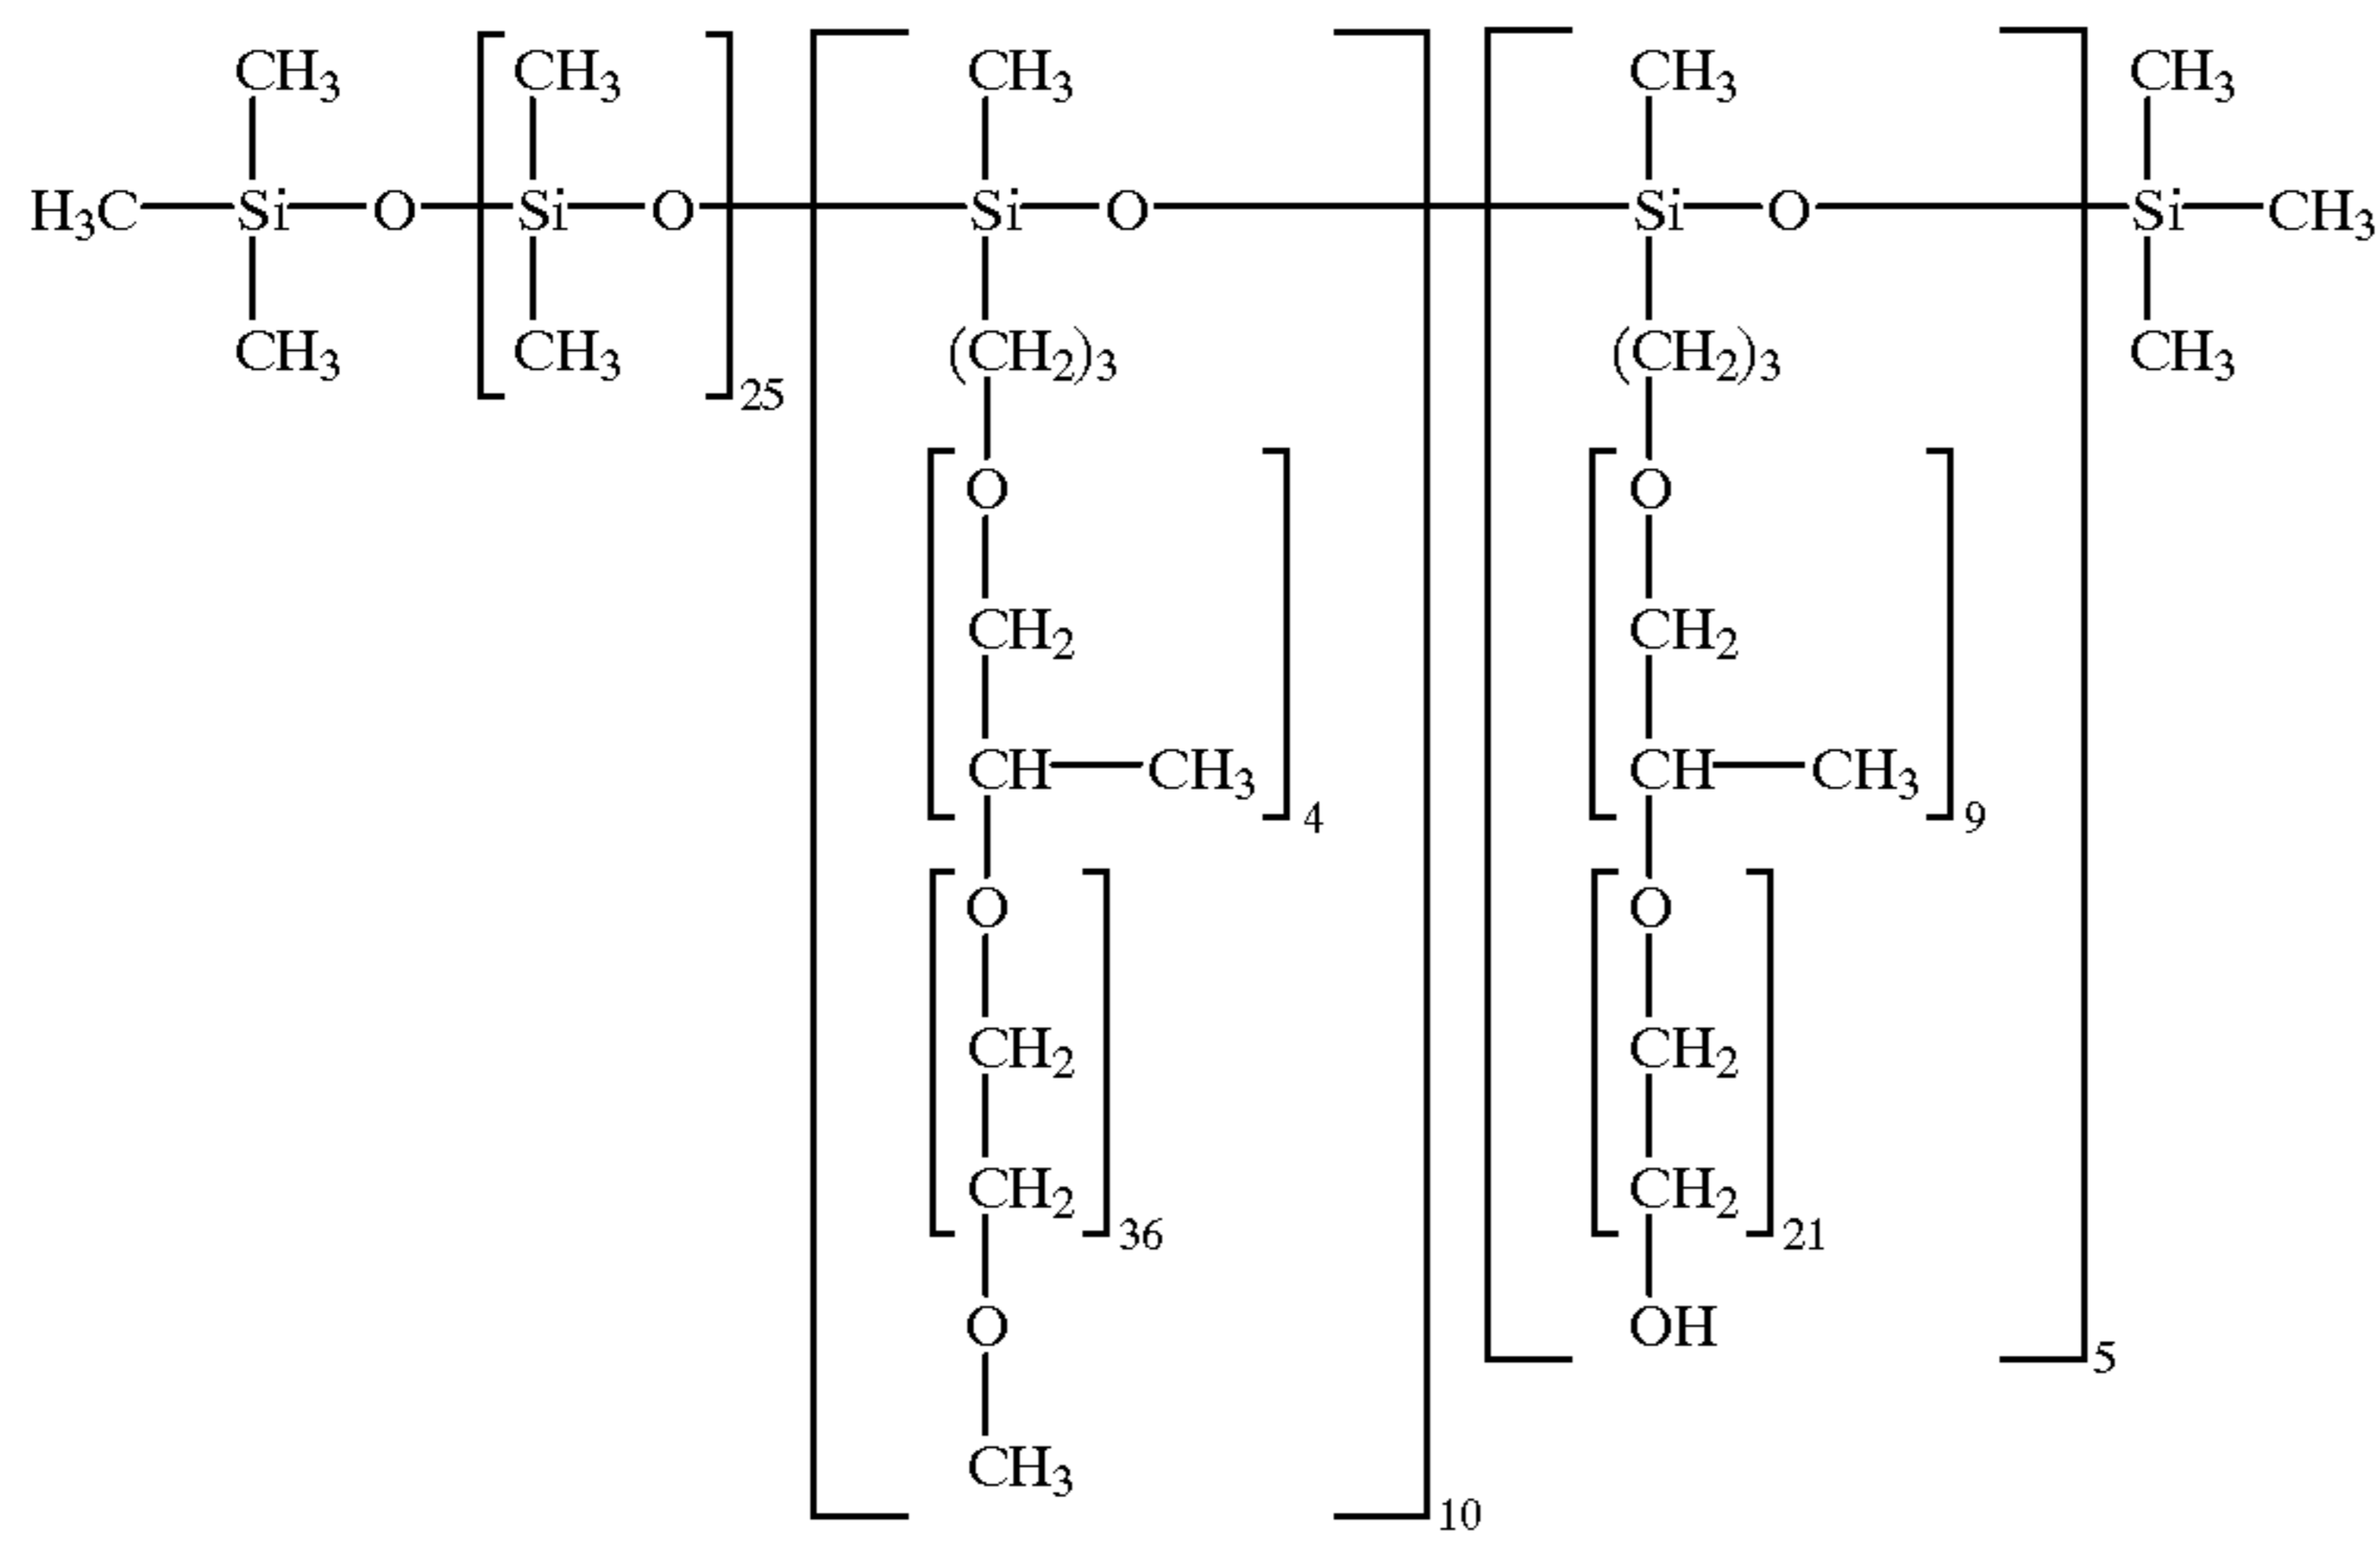 CH3 CH3 CH3 CH3 CH3
H3C Si O Si O Si O Si O Si CH3
CH3 CH3 (CH2)3 (CH2)3 CH3
25
O O
CH2 CH2
CH CH3 CH CH3
4 9
O O
CH2 CH2
CH2 CH2
36 21
O OH
5
CH3
10